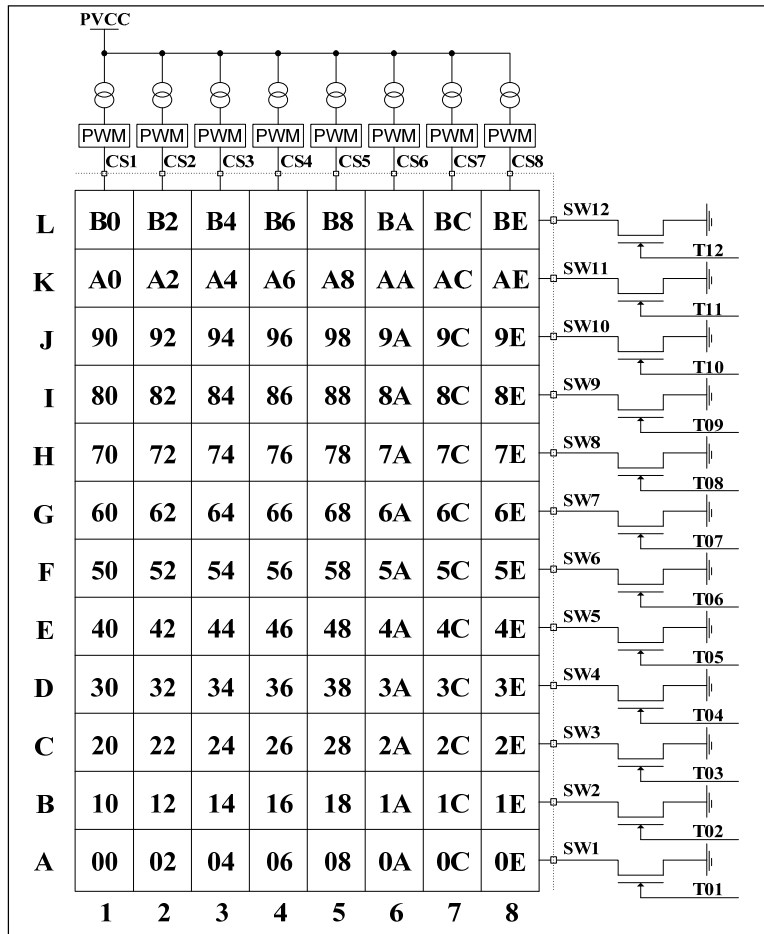 PVCC
PWM PWM PWM PWM PWM PWM PWM PWM
CS1 CS2 CS3 CS4 CS5 CS6 CS7 CS8
L B0 B2 B4 B6 B8 BA BC BE SW12
T12
K A0 A2 A4 A6 A8 AA AC AE SW11
T11
J 90 92 94 96 98 9A 9C 9E SW10
T10
I 80 82 84 86 88 8A 8C 8E SW9
T09
H 70 72 74 76 78 7A 7C 7E SW8
T08
G 60 62 64 66 68 6A 6C 6E SW7
T07
F 50 52 54 56 58 5A 5C 5E SW6
T06
E 40 42 44 46 48 4A 4C 4E SW5
T05
D 30 32 34 36 38 3A 3C 3E SW4
T04
C 20 22 24 26 28 2A 2C 2E SW3
T03
B 10 12 14 16 18 1A 1C 1E SW2
T02
A 00 02 04 06 08 0A 0C 0E SW1
T01
1 2 3 4 5 6 7 8